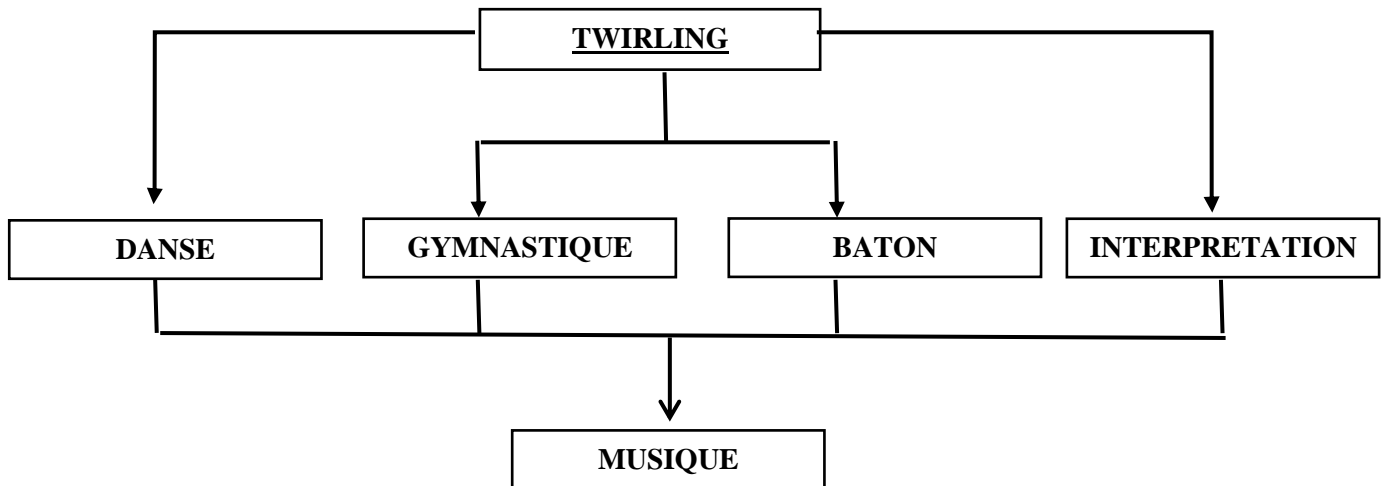 TWIRLING
DANSE
GYMNASTIQUE
BATON
INTERPRETATION
MUSIQUE